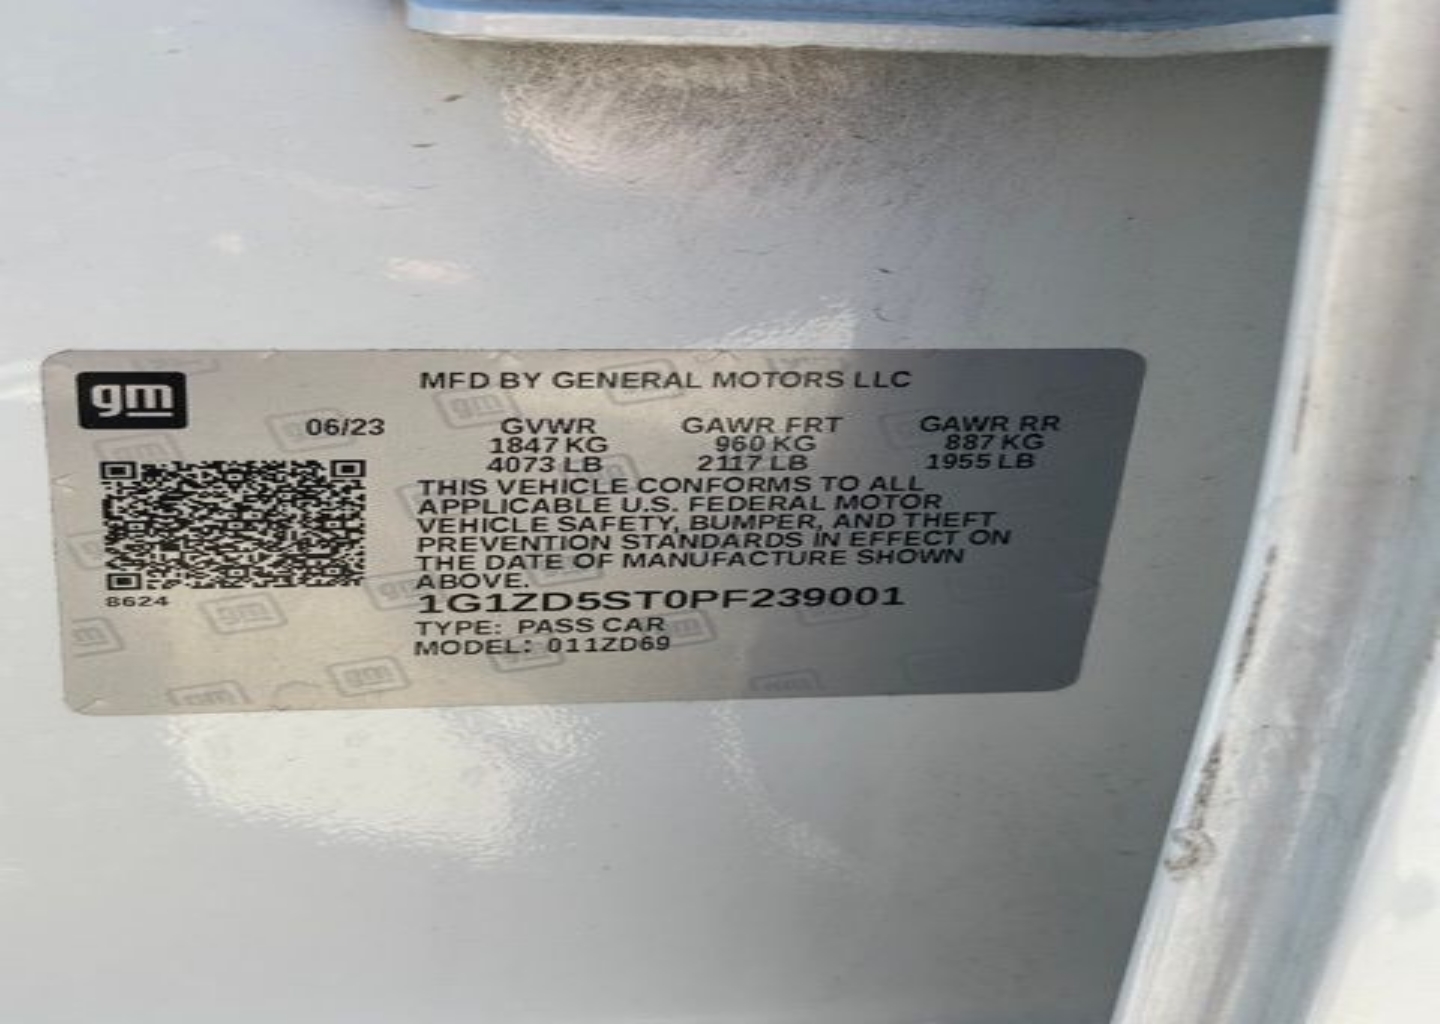 gm
MFD BY GENERAL MOTORS LLC
06/23 GVWR GAWR FRT GAWR RR
1847 KG 960 KG 887 KG
4073 LB 2117 LB 1955 LB
THIS VEHICLE CONFORMS TO ALL
APPLICABLE U.S. FEDERAL MOTOR
VEHICLE SAFETY, BUMPER, AND THEFT
PREVENTION STANDARDS IN EFFECT ON
THE DATE OF MANUFACTURE SHOWN
ABOVE.
8624
1G1ZD5ST0PF239001
TYPE: PASS CAR
MODEL: 011ZD69